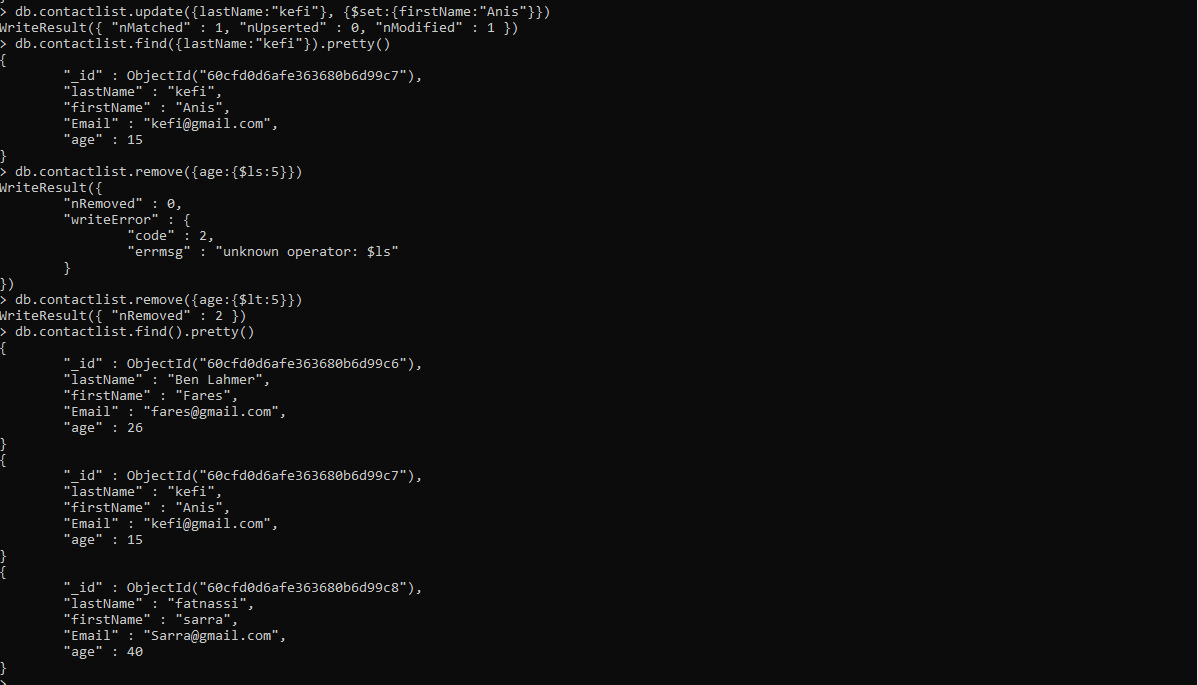 > db.contactlist.update({lastName:"kefi"}, {$set:{firstName:"Anis"}})
WriteResult({ "nMatched" : 1, "nUpserted" : 0, "nModified" : 1 })
> db.contactlist.find({lastName:"kefi"}).pretty()
{
        "_id" : ObjectId("60cfd0d6afe363680b6d99c7"),
        "lastName" : "kefi",
        "firstName" : "Anis",
        "Email" : "kefi@gmail.com",
        "age" : 15
}
> db.contactlist.remove({age:{$ls:5}})
WriteResult({
        "nRemoved" : 0,
        "writeError" : {
                "code" : 2,
                "errmsg" : "unknown operator: $ls"
        }
})
> db.contactlist.remove({age:{$lt:5}})
WriteResult({ "nRemoved" : 2 })
> db.contactlist.find().pretty()
{
        "_id" : ObjectId("60cfd0d6afe363680b6d99c6"),
        "lastName" : "Ben Lahmer",
        "firstName" : "Fares",
        "Email" : "fares@gmail.com",
        "age" : 26
}
{
        "_id" : ObjectId("60cfd0d6afe363680b6d99c7"),
        "lastName" : "kefi",
        "firstName" : "Anis",
        "Email" : "kefi@gmail.com",
        "age" : 15
}
{
        "_id" : ObjectId("60cfd0d6afe363680b6d99c8"),
        "lastName" : "fatnassi",
        "firstName" : "sarra",
        "Email" : "Sarra@gmail.com",
        "age" : 40
}
>